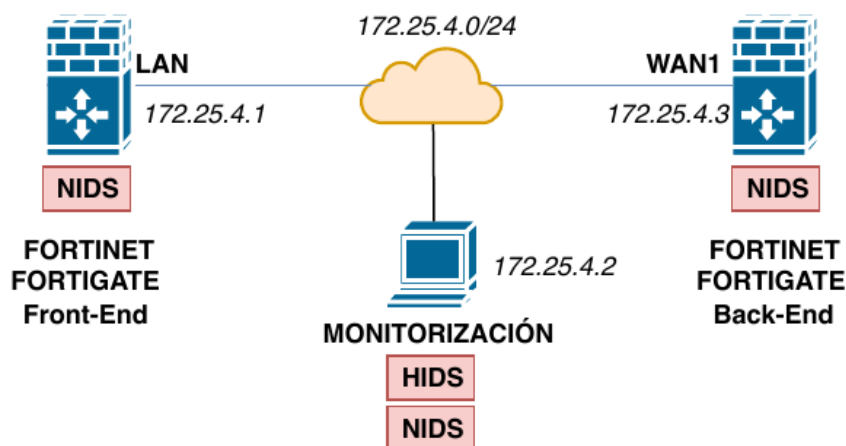 172.25.4.0/24
LAN
WAN1
172.25.4.1
172.25.4.3
NIDS
NIDS
FORTINET
FORTIGATE
Front-End
172.25.4.2
FORTINET
FORTIGATE
Back-End
MONITORIZACIÓN
HIDS
NIDS